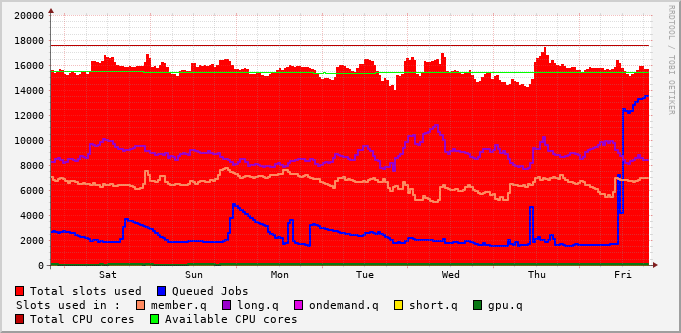 RRDTOOL / TOBI OETIKER
20000
18000
16000
14000
12000
10000
8000
6000
4000
2000
0
Sat Sun Mon Tue Wed Thu Fri
Total slots used Queued Jobs
Slots used in : member.q long.q ondemand.q short.q gpu.q
Total CPU cores Available CPU cores